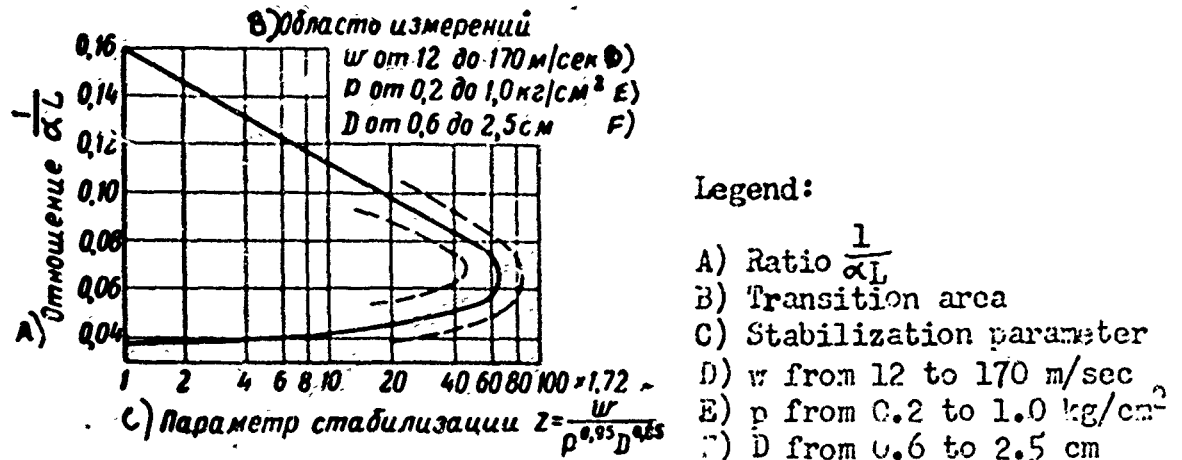 B) Область измерений
w от 12 до 170 м/сек D)
p от 0,2 до 1,0 кг/см² E)
D от 0,6 до 2,5 см F)
0,16
0,14
0,12
0,10
0,08
0,06
0,04
A) Отношение 1/αL
1 2 4 6 8 10 20 40 60 80 100 ×1,72
C) Параметр стабилизации Z = w / p^0,95 D^0,65
Legend:
A) Ratio 1/αL
B) Transition area
C) Stabilization parameter
D) w from 12 to 170 m/sec
E) p from 0.2 to 1.0 kg/cm²
F) D from 0.6 to 2.5 cm